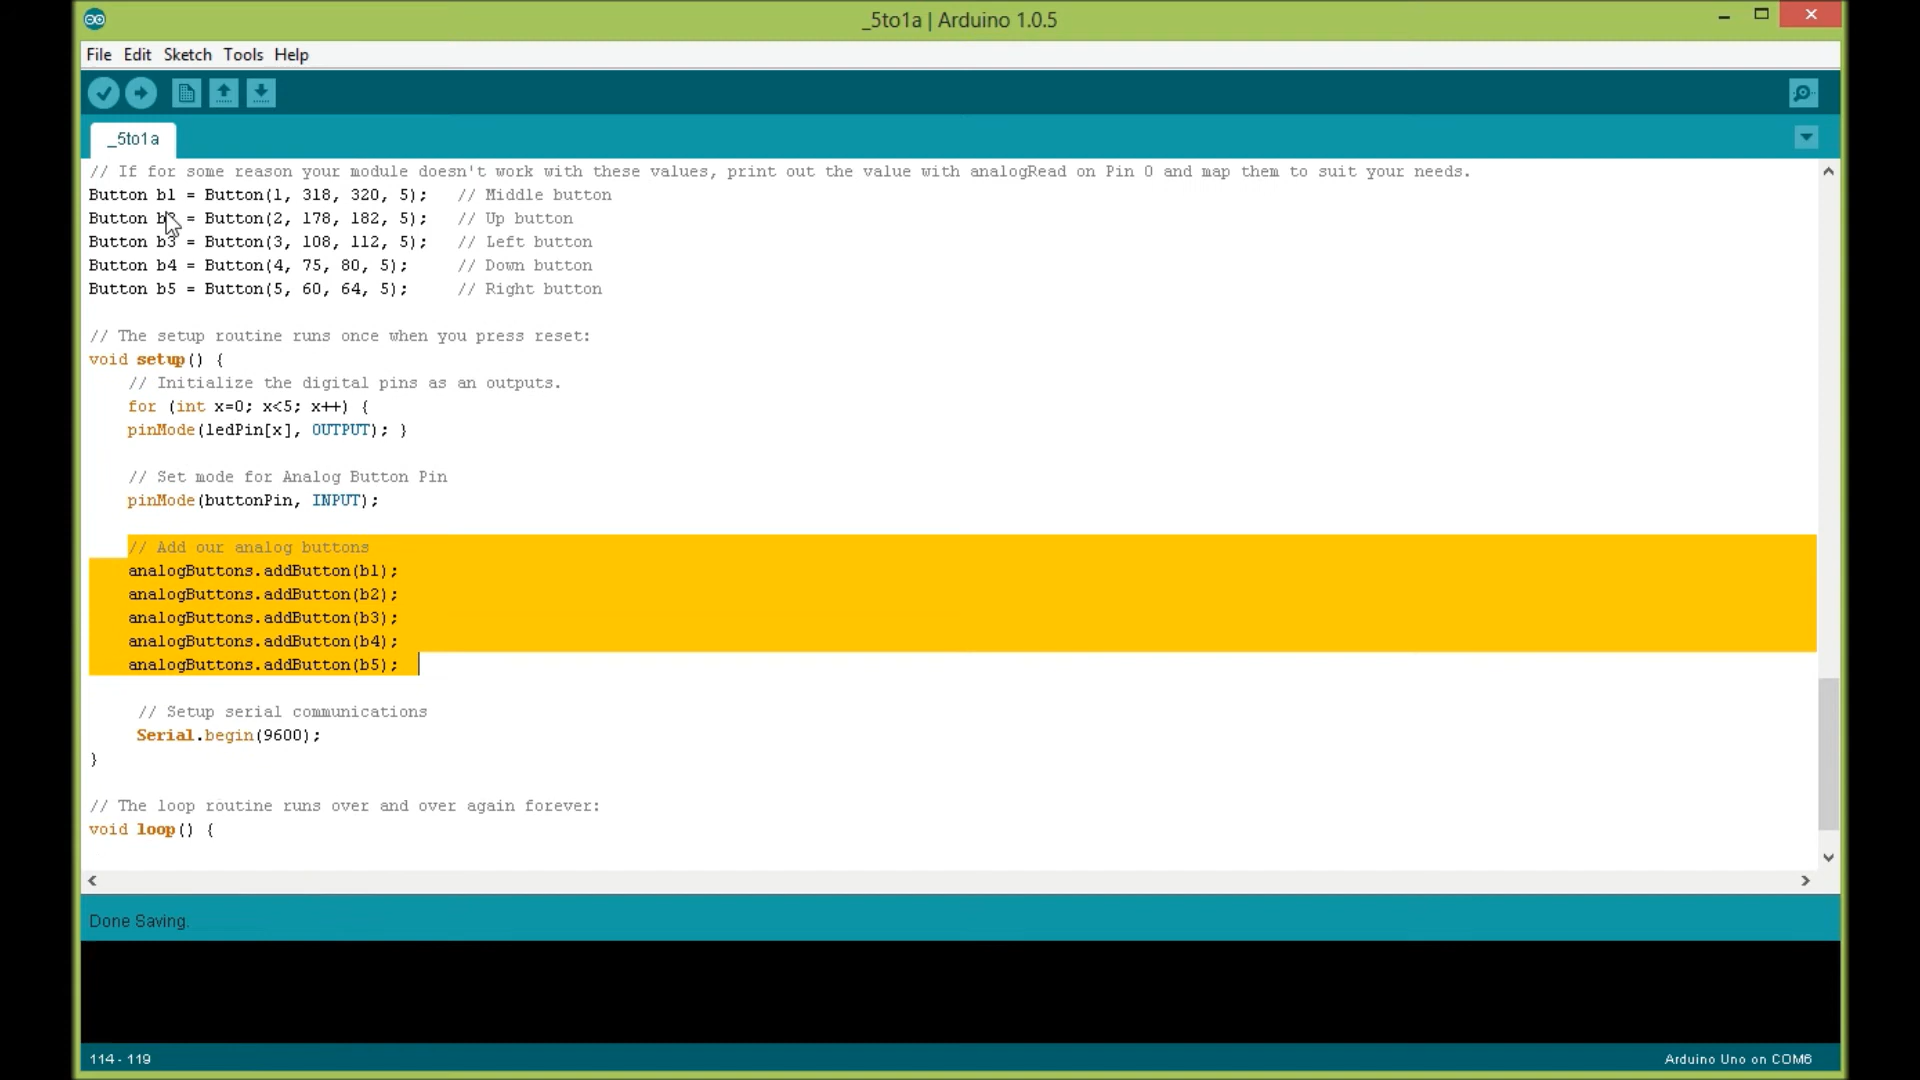 _5to1a | Arduino 1.0.5
File Edit Sketch Tools Help
_5to1a
// If for some reason your module doesn't work with these values, print out the value with analogRead on Pin 0 and map them to suit your needs.
Button b1 = Button(1, 318, 320, 5);   // Middle button
Button b2 = Button(2, 178, 182, 5);   // Up button
Button b3 = Button(3, 108, 112, 5);   // Left button
Button b4 = Button(4, 75, 80, 5);     // Down button
Button b5 = Button(5, 60, 64, 5);     // Right button
// The setup routine runs once when you press reset:
void setup() {
// Initialize the digital pins as an outputs.
for (int x=0; x<5; x++) {
pinMode(ledPin[x], OUTPUT); }
// Set mode for Analog Button Pin
pinMode(buttonPin, INPUT);
// Add our analog buttons
analogButtons.addButton(b1);
analogButtons.addButton(b2);
analogButtons.addButton(b3);
analogButtons.addButton(b4);
analogButtons.addButton(b5);
// Setup serial communications
Serial.begin(9600);
}
// The loop routine runs over and over again forever:
void loop() {
Done Saving.
114 - 119
Arduino Uno on COM6